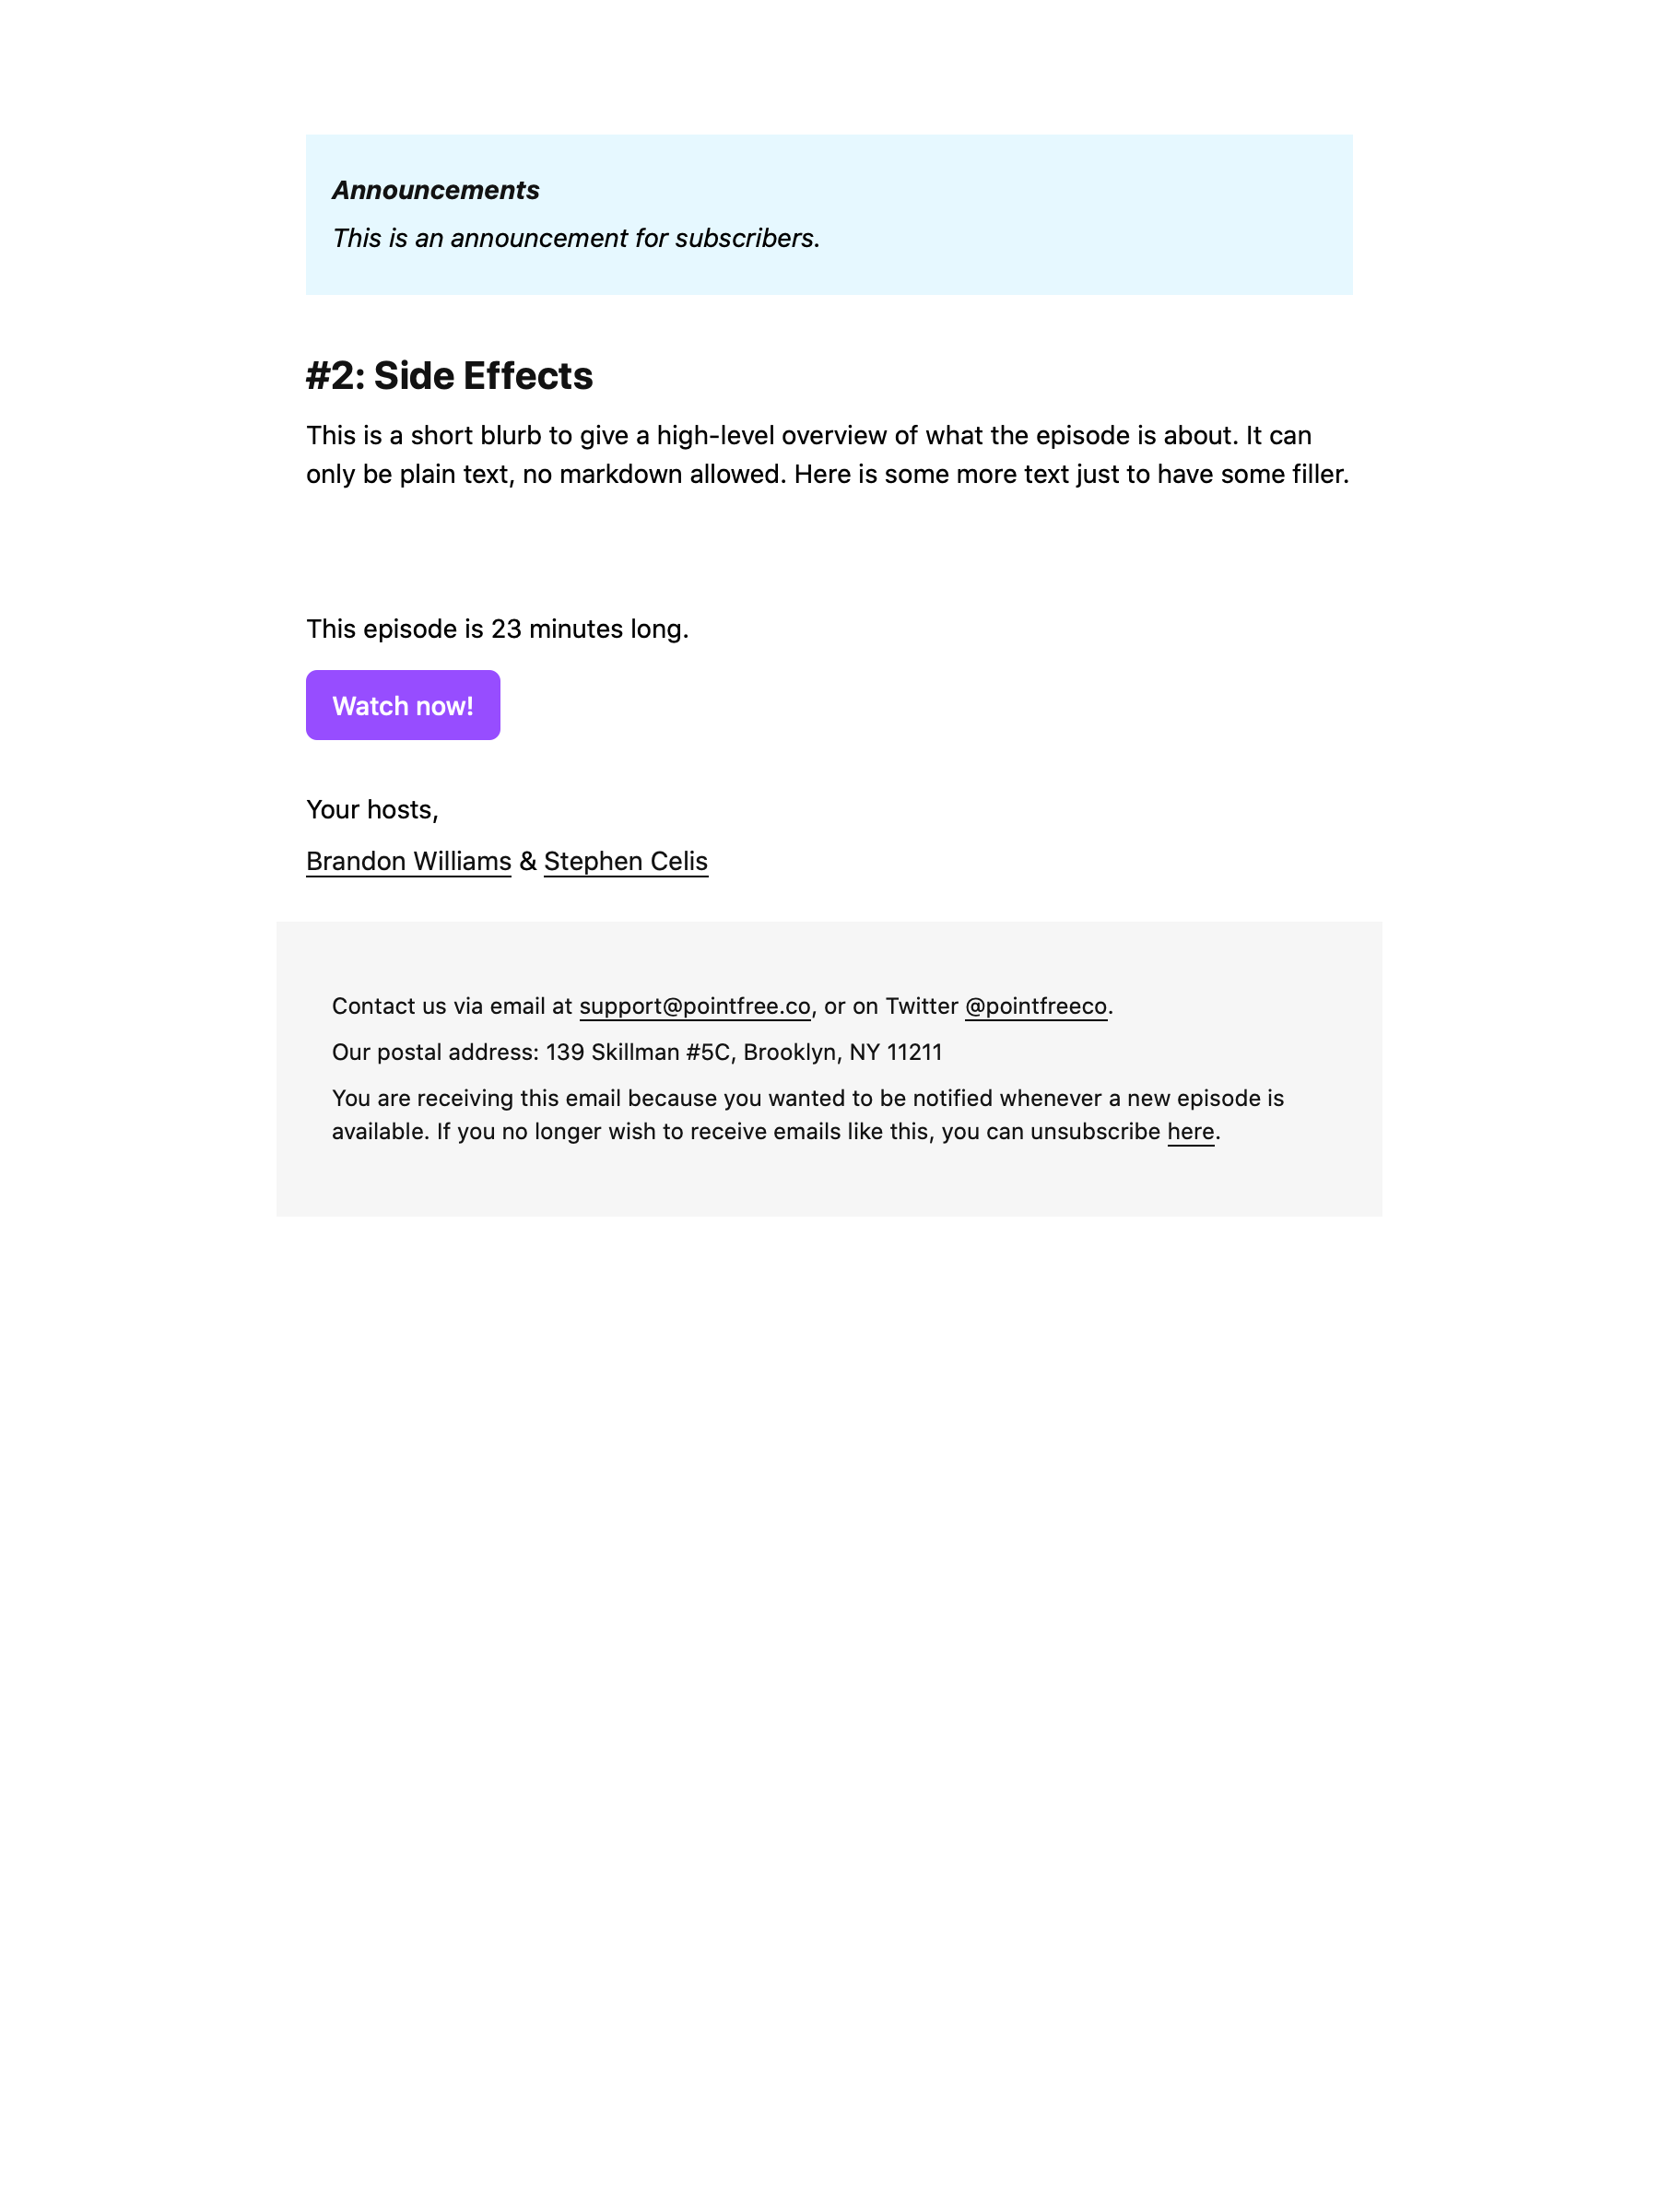 Announcements
This is an announcement for subscribers.
#2: Side Effects
This is a short blurb to give a high-level overview of what the episode is about. It can
only be plain text, no markdown allowed. Here is some more text just to have some filler.
This episode is 23 minutes long.
Watch now!
Your hosts,
Brandon Williams & Stephen Celis
Contact us via email at support@pointfree.co, or on Twitter @pointfreeco.
Our postal address: 139 Skillman #5C, Brooklyn, NY 11211
You are receiving this email because you wanted to be notified whenever a new episode is
available. If you no longer wish to receive emails like this, you can unsubscribe here.